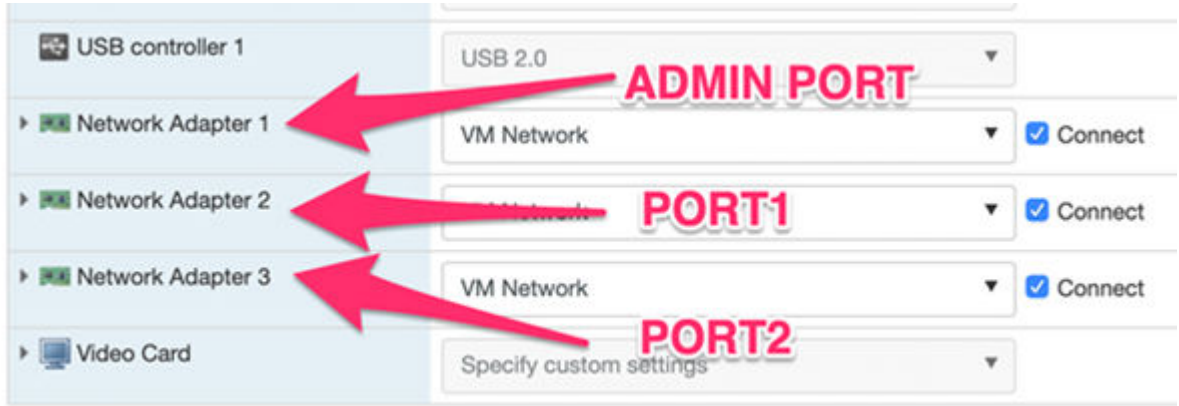 USB controller 1
USB 2.0
ADMIN PORT
Network Adapter 1
VM Network
Connect
Network Adapter 2
PORT1
Connect
Network Adapter 3
VM Network
Connect
PORT2
Video Card
Specify custom settings